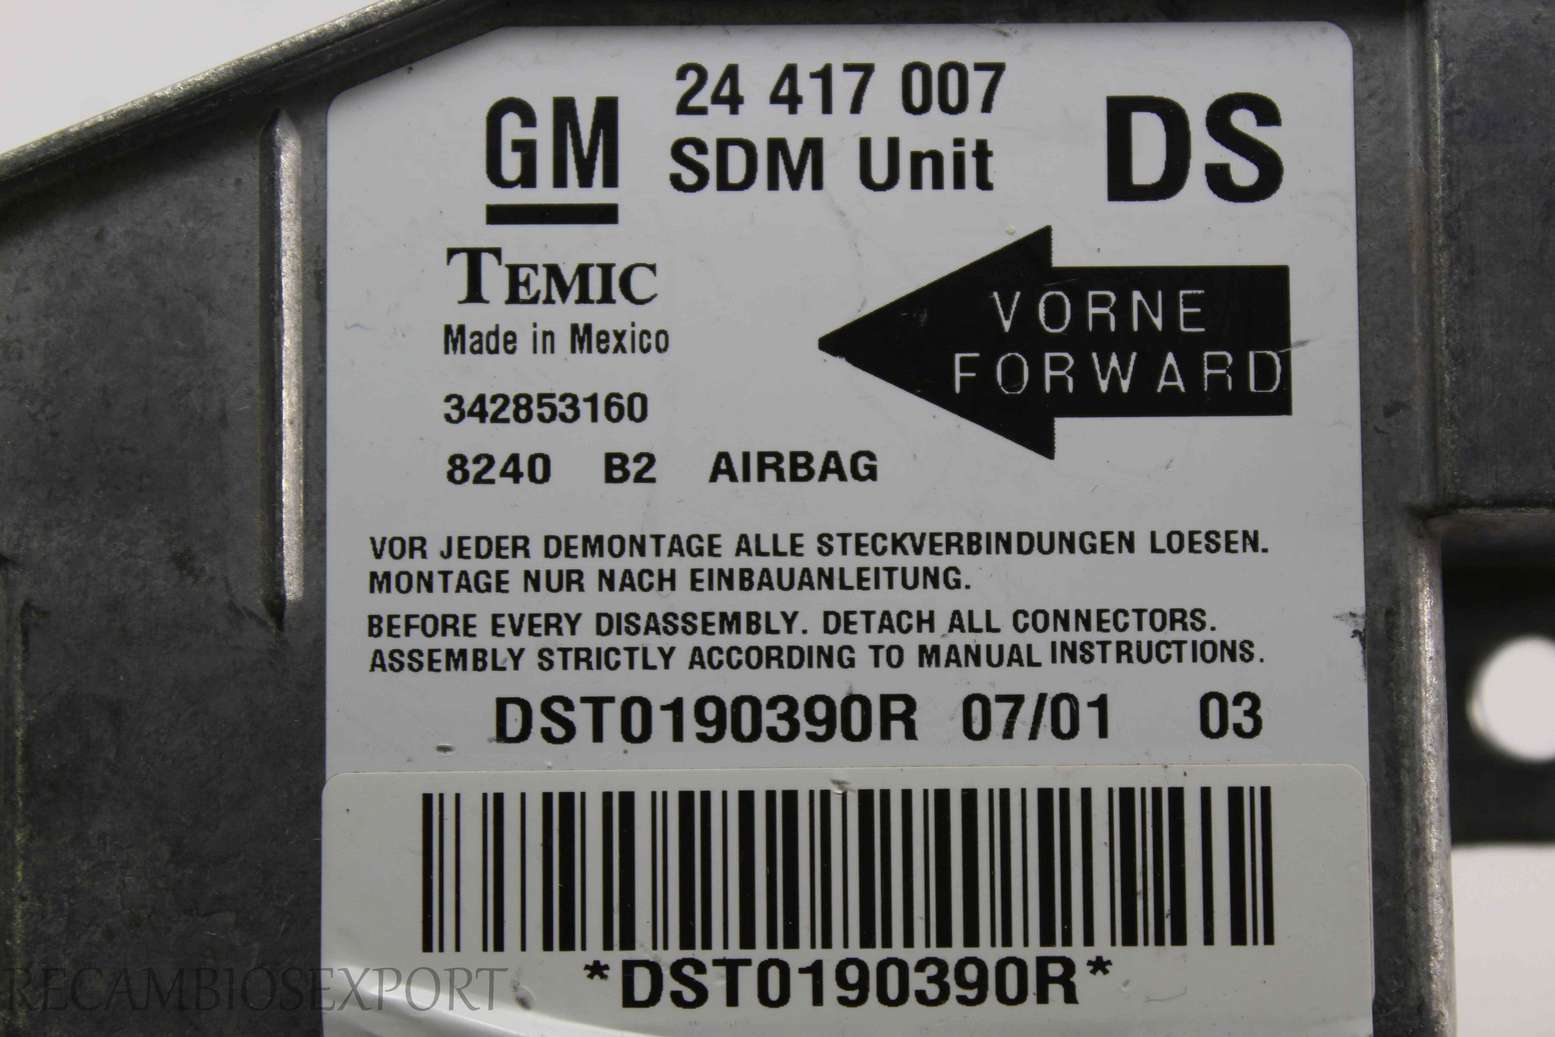 24 417 007
GM SDM Unit DS
TEMIC
Made in Mexico
VORNE
FORWARD
342853160
8240 B2 AIRBAG
VOR JEDER DEMONTAGE ALLE STECKVERBINDUNGEN LOESEN.
MONTAGE NUR NACH EINBAUANLEITUNG.
BEFORE EVERY DISASSEMBLY. DETACH ALL CONNECTORS.
ASSEMBLY STRICTLY ACCORDING TO MANUAL INSTRUCTIONS.
DST0190390R 07/01 03
*DST0190390R*
RECAMBIOSEXPORT